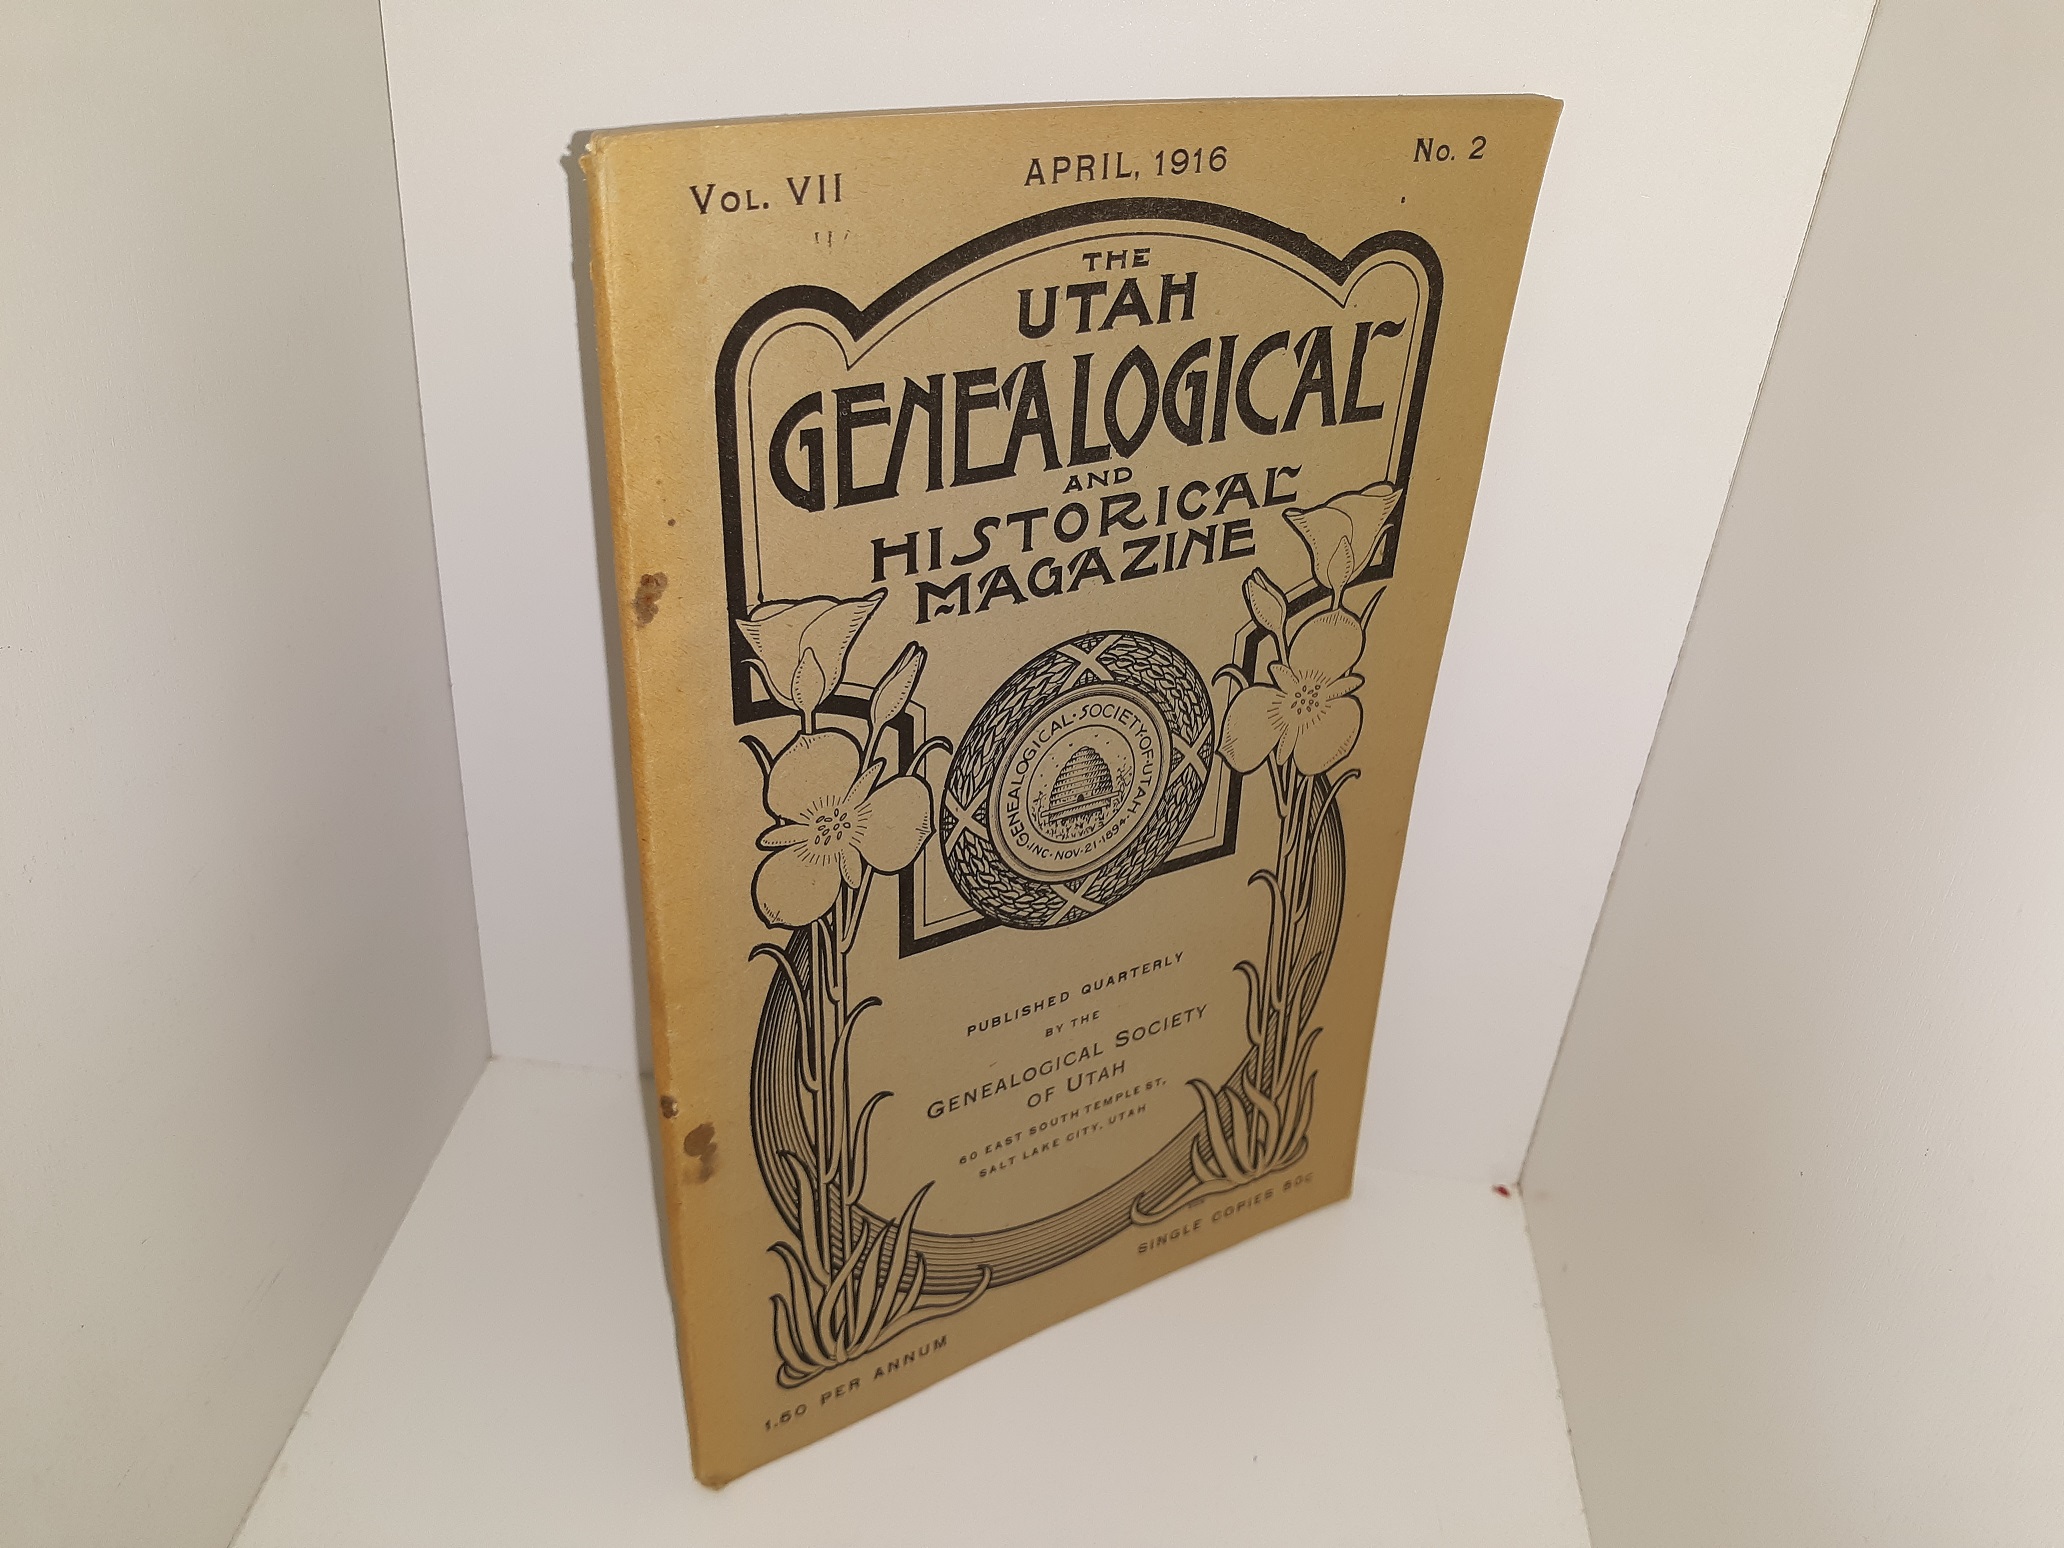 VOL. VII APRIL, 1916 No. 2
THE
UTAH
GENEALOGICAL
AND
HISTORICAL
MAGAZINE
GENEALOGICAL·SOCIETY·OF·UTAH
·INC·NOV·21·1894·
PUBLISHED QUARTERLY
BY THE
GENEALOGICAL SOCIETY
OF UTAH
60 EAST SOUTH TEMPLE ST.
SALT LAKE CITY, UTAH
1.50 PER ANNUM SINGLE COPIES 50c